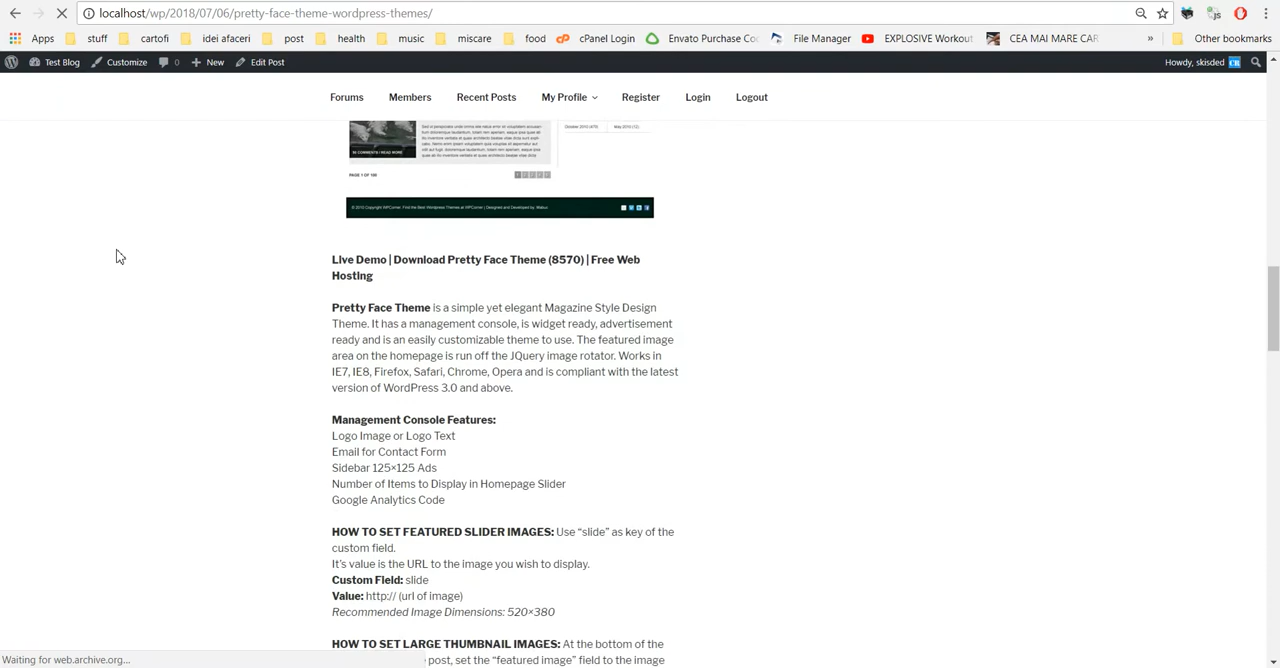 localhost/wp/2018/07/06/pretty-face-theme-wordpress-themes/
Apps stuff cartofi idei afaceri post health music miscare food cPanel Login Envato Purchase Co File Manager EXPLOSIVE Workout CEA MAI MARE CAR » Other bookmarks
Test Blog Customize 0 New Edit Post Howdy, skisded
Forums Members Recent Posts My Profile Register Login Logout
PAGE 1 OF 100
Live Demo | Download Pretty Face Theme (8570) | Free Web
Hosting
Pretty Face Theme is a simple yet elegant Magazine Style Design
Theme. It has a management console, is widget ready, advertisement
ready and is an easily customizable theme to use. The featured image
area on the homepage is run off the JQuery image rotator. Works in
IE7, IE8, Firefox, Safari, Chrome, Opera and is compliant with the latest
version of WordPress 3.0 and above.
Management Console Features:
Logo Image or Logo Text
Email for Contact Form
Sidebar 125×125 Ads
Number of Items to Display in Homepage Slider
Google Analytics Code
HOW TO SET FEATURED SLIDER IMAGES: Use “slide” as key of the
custom field.
It’s value is the URL to the image you wish to display.
Custom Field: slide
Value: http:// (url of image)
Recommended Image Dimensions: 520×380
HOW TO SET LARGE THUMBNAIL IMAGES: At the bottom of the
post, set the “featured image” field to the image
Waiting for web.archive.org...